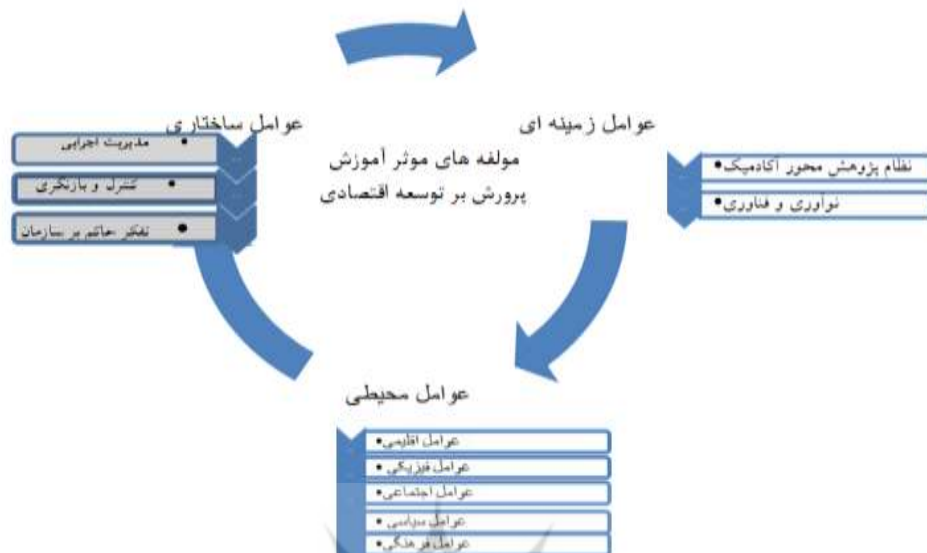 عوامل زمینه ای
نظام پژوهش محور آکادمیک
نوآوری و فناوری
عوامل ساختاری
مدیریت اجرایی
کنترل و بازنگری
تفکر حاکم بر سازمان
مولفه های موثر آموزش
پرورش بر توسعه اقتصادی
عوامل محیطی
عوامل اقلیمی
عوامل فیزیکی
عوامل اجتماعی
عوامل سیاسی
عوامل فرهنگی